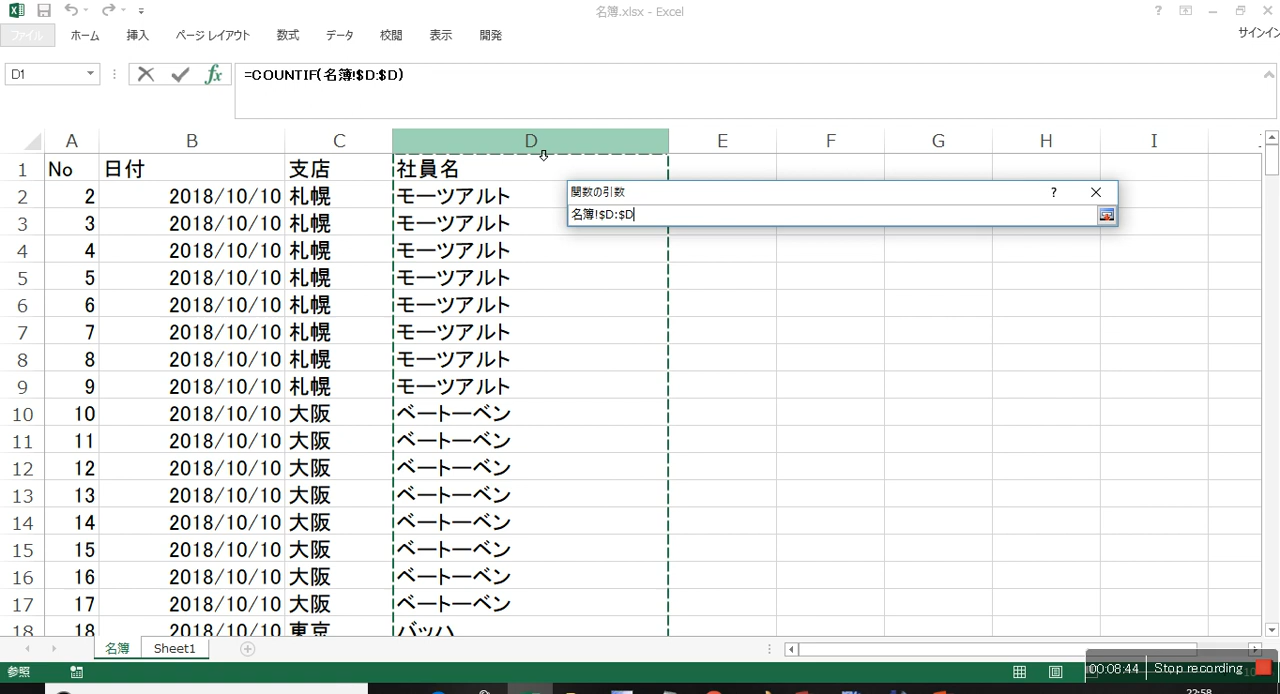 名簿.xlsx - Excel
ファイル ホーム 挿入 ページ レイアウト 数式 データ 校閲 表示 開発 サインイン
D1 fx =COUNTIF(名簿!$D:$D)
A B C D E F G H I
1 No 日付 支店 社員名
関数の引数 ?
名簿!$D:$D
2 2 2018/10/10 札幌 モーツアルト
3 3 2018/10/10 札幌 モーツアルト
4 4 2018/10/10 札幌 モーツアルト
5 5 2018/10/10 札幌 モーツアルト
6 6 2018/10/10 札幌 モーツアルト
7 7 2018/10/10 札幌 モーツアルト
8 8 2018/10/10 札幌 モーツアルト
9 9 2018/10/10 札幌 モーツアルト
10 10 2018/10/10 大阪 ベートーベン
11 11 2018/10/10 大阪 ベートーベン
12 12 2018/10/10 大阪 ベートーベン
13 13 2018/10/10 大阪 ベートーベン
14 14 2018/10/10 大阪 ベートーベン
15 15 2018/10/10 大阪 ベートーベン
16 16 2018/10/10 大阪 ベートーベン
17 17 2018/10/10 大阪 ベートーベン
18 18 2018/10/10 東京 バッハ
名簿 Sheet1
参照
00:08:44 Stop recording
22:58